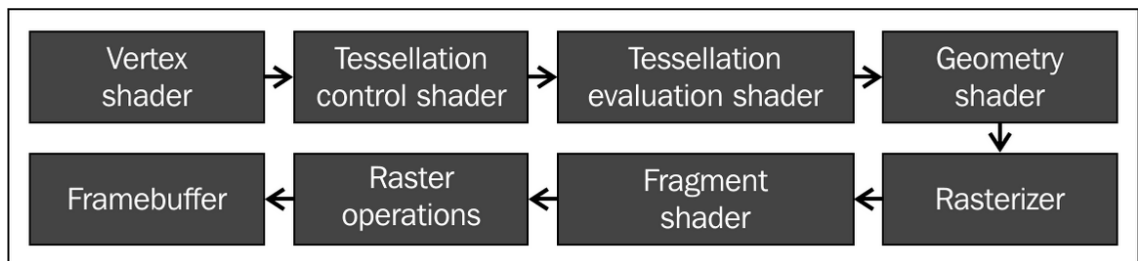 Vertex
shader
Tessellation
control shader
Tessellation
evaluation shader
Geometry
shader
Framebuffer
Raster
operations
Fragment
shader
Rasterizer